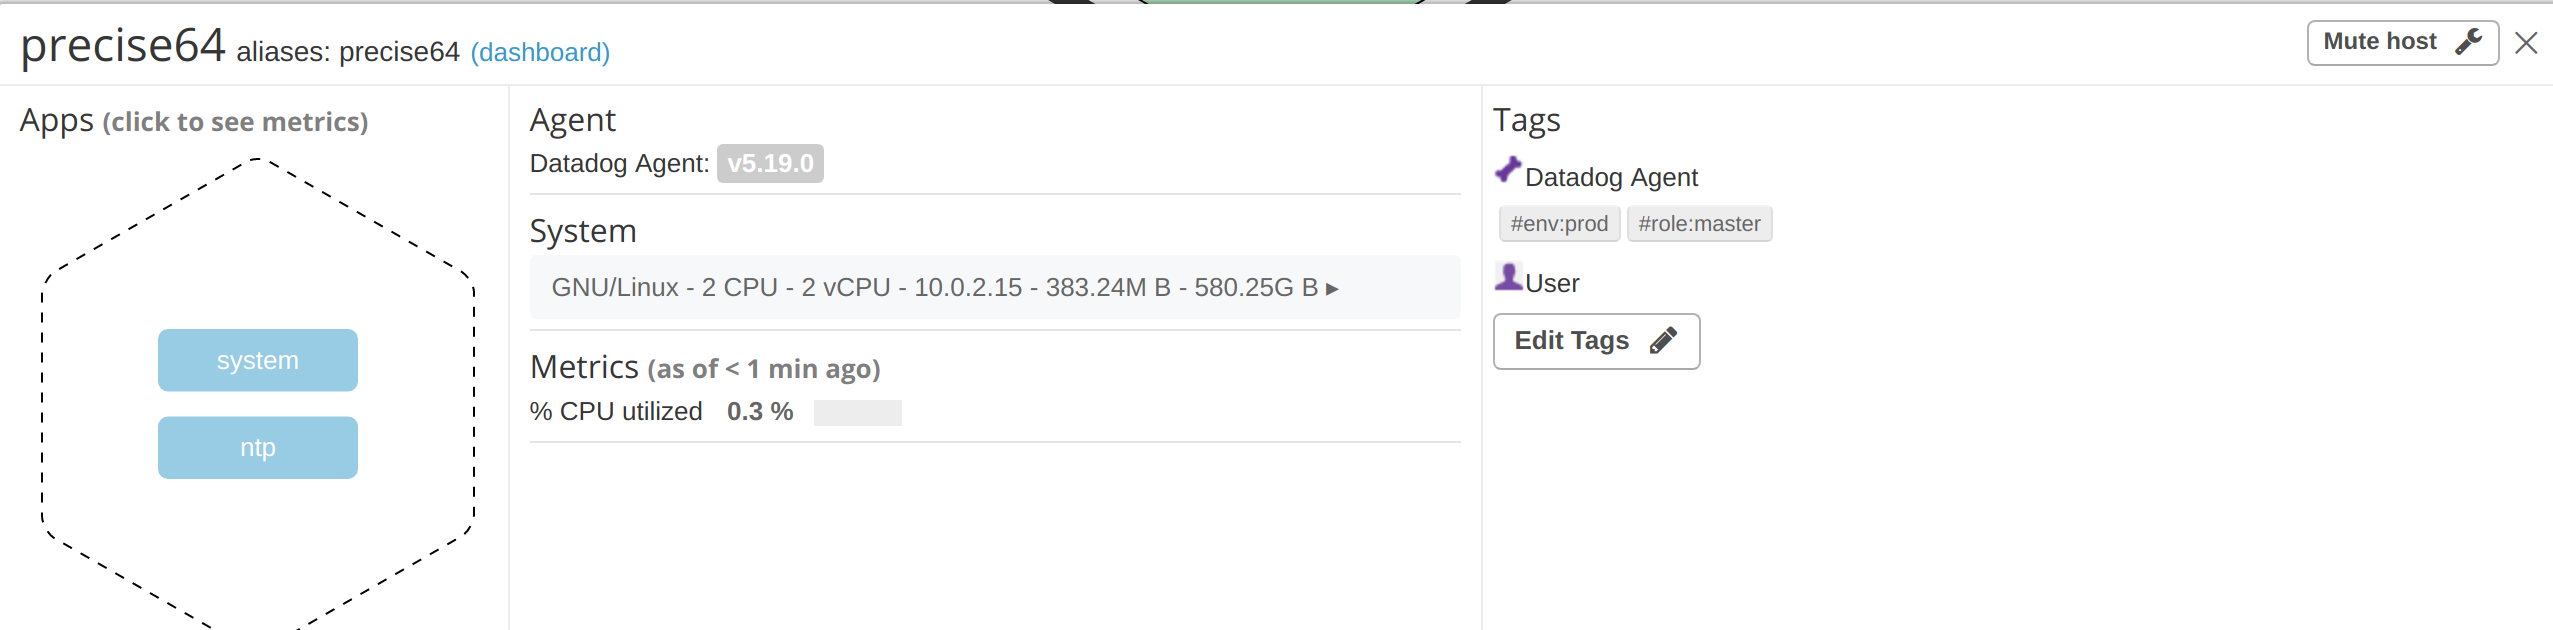 precise64 aliases: precise64 (dashboard)
Mute host
Apps (click to see metrics)
system
ntp
Agent
Datadog Agent: v5.19.0
System
GNU/Linux - 2 CPU - 2 vCPU - 10.0.2.15 - 383.24M B - 580.25G B ▸
Metrics (as of < 1 min ago)
% CPU utilized 0.3 %
Tags
Datadog Agent
#env:prod #role:master
User
Edit Tags